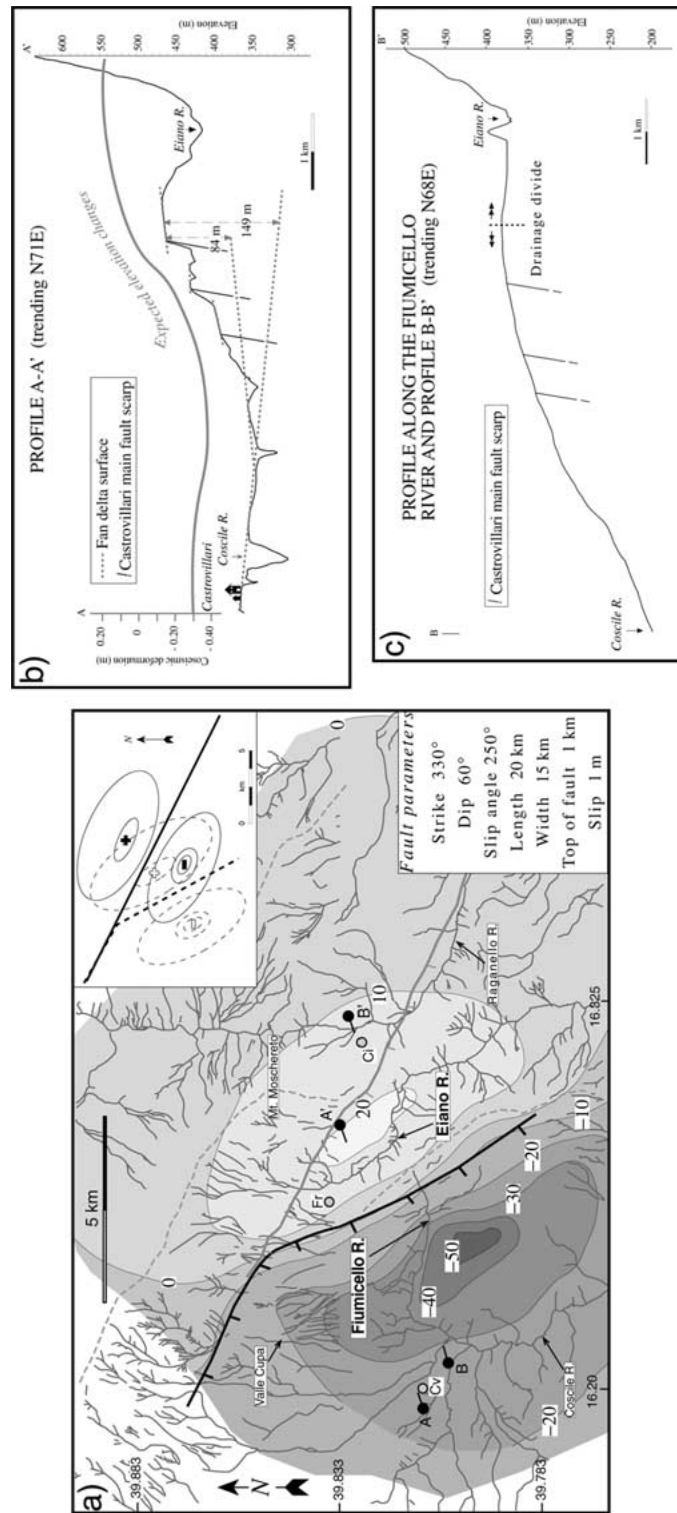 a)
5 km
N
39.883
39.833
39.783
16.20
16.325
0
0
10
20
-10
-20
-30
-50
-40
-20
Mt. Moschereto
Valle Cupa
Fiumicello R.
Eiano R.
Raganello R.
Coscile R.
Fr
Ci
Cv
A
A'
B
B'
N
0 km 5
+
-
Fault parameters
Strike 330°
Dip 60°
Slip angle 250°
Length 20 km
Width 15 km
Top of fault 1 km
Slip 1 m
b)
PROFILE A-A' (trending N71E)
Fan delta surface
Castrovillari main fault scarp
Expected elevation changes
A
A'
0.20
0
-0.20
-0.40
Coseismic deformation (m)
600
550
500
450
400
350
300
Elevation (m)
Castrovillari
Coscile R.
Eiano R.
84 m
149 m
1 km
c)
PROFILE ALONG THE FIUMICELLO
RIVER AND PROFILE B-B' (trending N68E)
Castrovillari main fault scarp
B
B'
500
450
400
350
300
250
200
Elevation (m)
Coscile R.
Eiano R.
Drainage divide
1 km